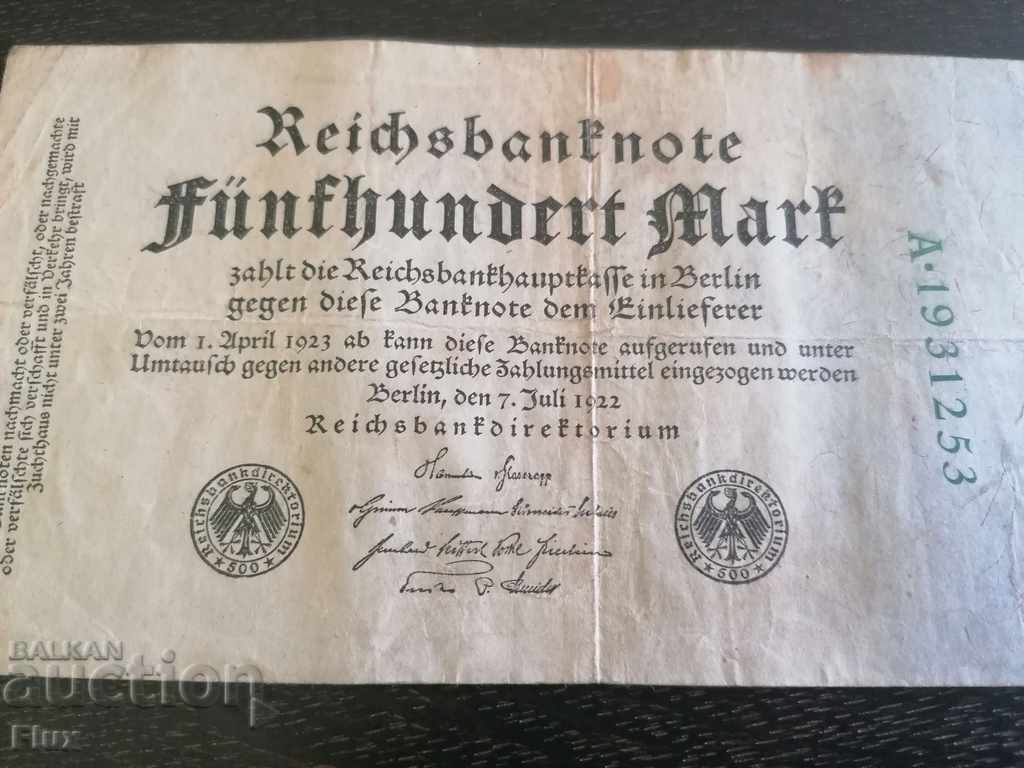 Reichsbanknote
Fünfhundert Mark
zahlt die Reichsbankhauptkasse in Berlin
gegen diese Banknote dem Einlieferer
Vom 1. April 1923 ab kann diese Banknote aufgerufen und unter
Umtausch gegen andere gesetzliche Zahlungsmittel eingezogen werden
Berlin, den 7. Juli 1922
Reichsbankdirektorium
Reichsbankdirektorium
500
Reichsbankdirektorium
500
A·1931253
noten nachmacht oder verfälscht, oder nachgemachte
oder verfälschte sich verschafft und in Verkehr bringt, wird mit
Zuchthaus nicht unter zwei Jahren bestraft
BALKAN
auction
Flux